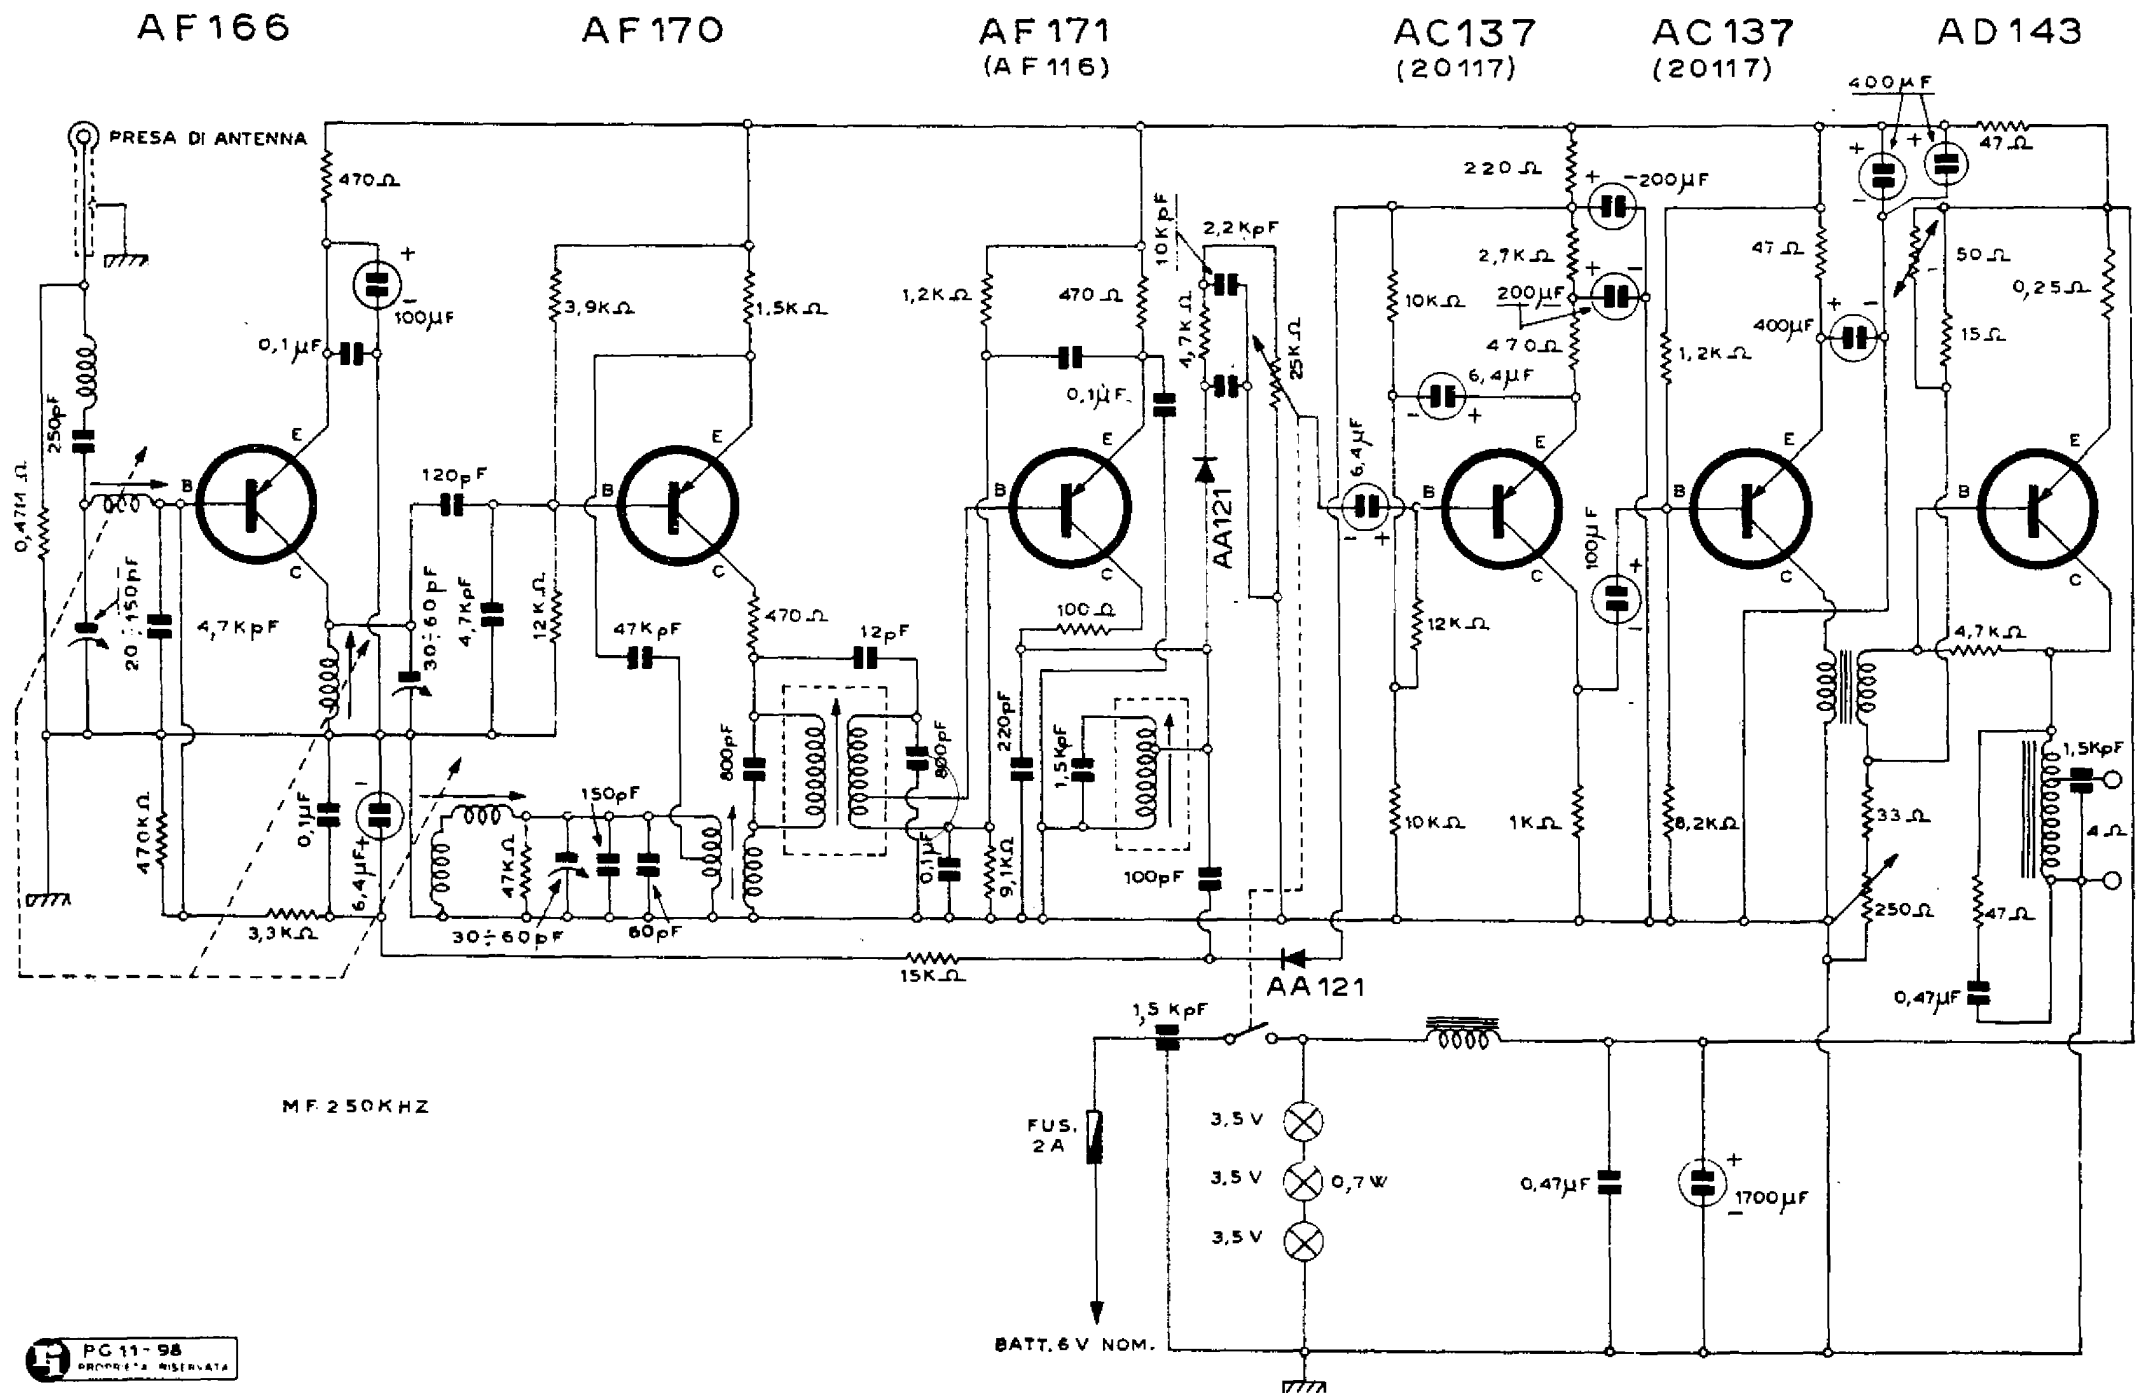 AF166
AF170
AF171
(AF116)
AC137
(20117)
AC137
(20117)
AD143
400µF
PRESA DI ANTENNA
470Ω
220Ω
47Ω
-200µF
10KpF
2,2KpF
100µF
0,1µF
3,9KΩ
1,5KΩ
1,2KΩ
470Ω
4,7KΩ
25KΩ
10KΩ
2,7KΩ
200µF
470Ω
47Ω
400µF
50Ω
15Ω
0,25Ω
0,1µF
6,4µF
1,2KΩ
250pF
0,47MΩ
E
B
C
120pF
E
B
C
E
B
C
AA121
6,4µF
E
B
C
100µF
E
B
C
E
B
C
20÷150pF
4,7KpF
30÷60pF
4,7KpF
12KΩ
47KpF
470Ω
12pF
100Ω
12KΩ
4,7KΩ
800pF
800pF
220pF
1,5KpF
1,5KpF
470KΩ
0,1µF
6,4µF+
150pF
47KΩ
0,1µF
9,1KΩ
100pF
10KΩ
1KΩ
8,2KΩ
33Ω
4Ω
3,3KΩ
30÷60pF
60pF
250Ω
47Ω
15KΩ
AA121
0,47µF
1,5KpF
MF. 250KHZ
FUS.
2A
3,5V
3,5V
0,7W
3,5V
0,47µF
1700µF
BATT. 6V NOM.
PG 11-98
PROPRIETA RISERVATA